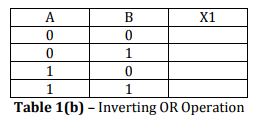 A B X1
0 0
0 1
1 0
1 1
Table 1(b) – Inverting OR Operation